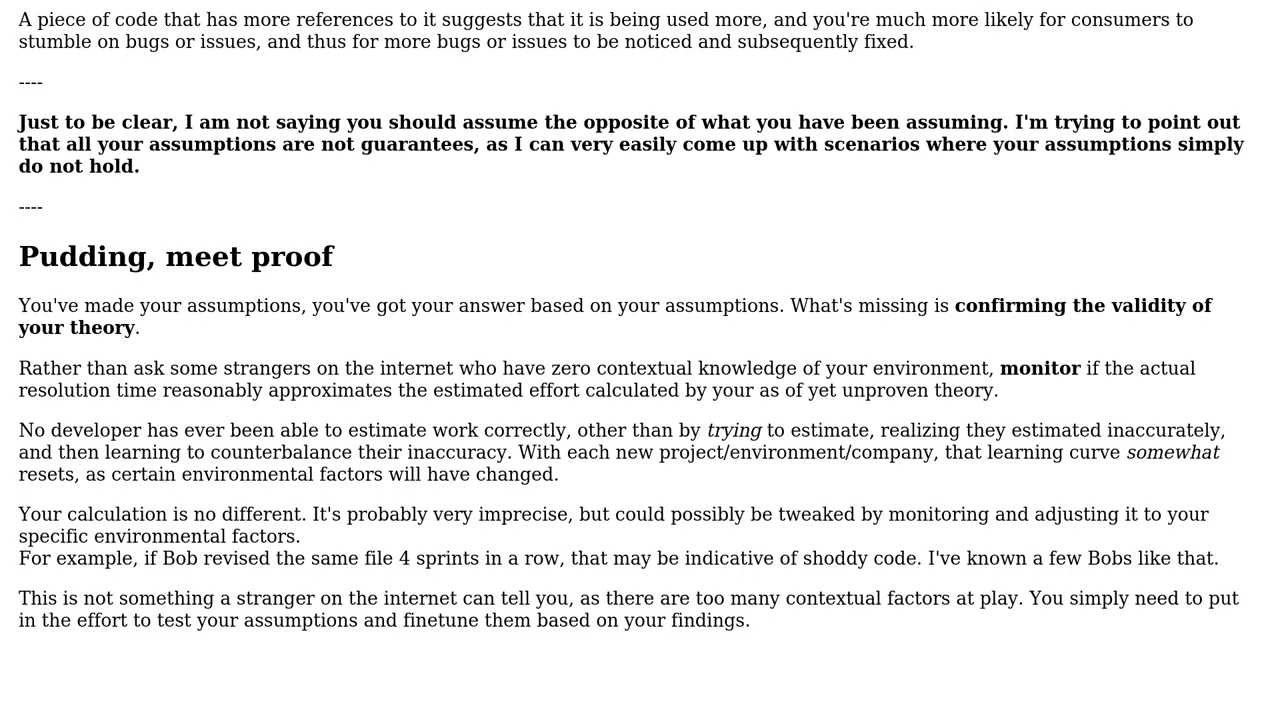 A piece of code that has more references to it suggests that it is being used more, and you're much more likely for consumers to
stumble on bugs or issues, and thus for more bugs or issues to be noticed and subsequently fixed.
----
Just to be clear, I am not saying you should assume the opposite of what you have been assuming. I'm trying to point out
that all your assumptions are not guarantees, as I can very easily come up with scenarios where your assumptions simply
do not hold.
----
Pudding, meet proof
You've made your assumptions, you've got your answer based on your assumptions. What's missing is confirming the validity of
your theory.
Rather than ask some strangers on the internet who have zero contextual knowledge of your environment, monitor if the actual
resolution time reasonably approximates the estimated effort calculated by your as of yet unproven theory.
No developer has ever been able to estimate work correctly, other than by trying to estimate, realizing they estimated inaccurately,
and then learning to counterbalance their inaccuracy. With each new project/environment/company, that learning curve somewhat
resets, as certain environmental factors will have changed.
Your calculation is no different. It's probably very imprecise, but could possibly be tweaked by monitoring and adjusting it to your
specific environmental factors.
For example, if Bob revised the same file 4 sprints in a row, that may be indicative of shoddy code. I've known a few Bobs like that.
This is not something a stranger on the internet can tell you, as there are too many contextual factors at play. You simply need to put
in the effort to test your assumptions and finetune them based on your findings.